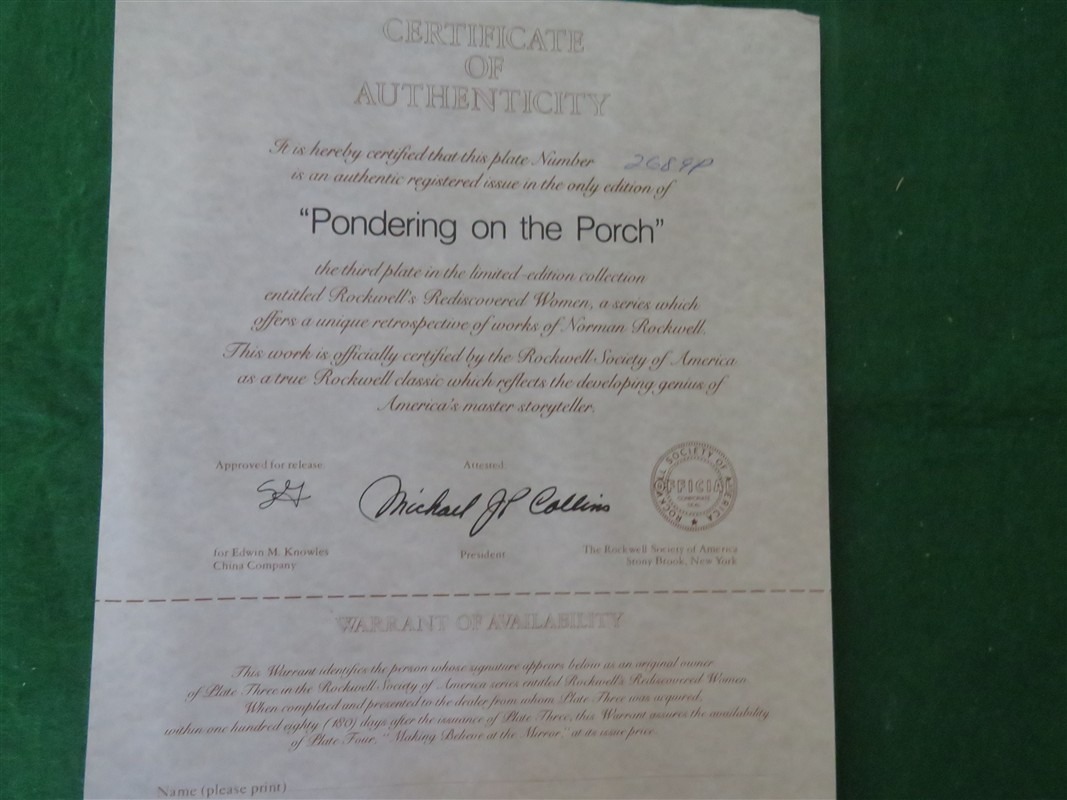 CERTIFICATE
OF
AUTHENTICITY
It is hereby certified that this plate Number 2689P
is an authentic registered issue in the only edition of
“Pondering on the Porch”
the third plate in the limited-edition collection
entitled Rockwell's Rediscovered Women, a series which
offers a unique retrospective of works of Norman Rockwell.
This work is officially certified by the Rockwell Society of America
as a true Rockwell classic which reflects the developing genius of
America's master storyteller.
Approved for release
Attested
Michael JP Collins
ROCKWELL SOCIETY OF AMERICA
OFFICIAL
for Edwin M. Knowles
China Company
President
The Rockwell Society of America
Stony Brook, New York
WARRANT OF AVAILABILITY
This Warrant identifies the person whose signature appears below as an original owner
of Plate Three in the Rockwell Society of America series entitled Rockwell's Rediscovered Women.
When completed and presented to the dealer from whom Plate Three was acquired,
within one hundred eighty (180) days after the issuance of Plate Three, this Warrant assures the availability
of Plate Four, “Making Believe at the Mirror,” at its issue price.
Name (please print)